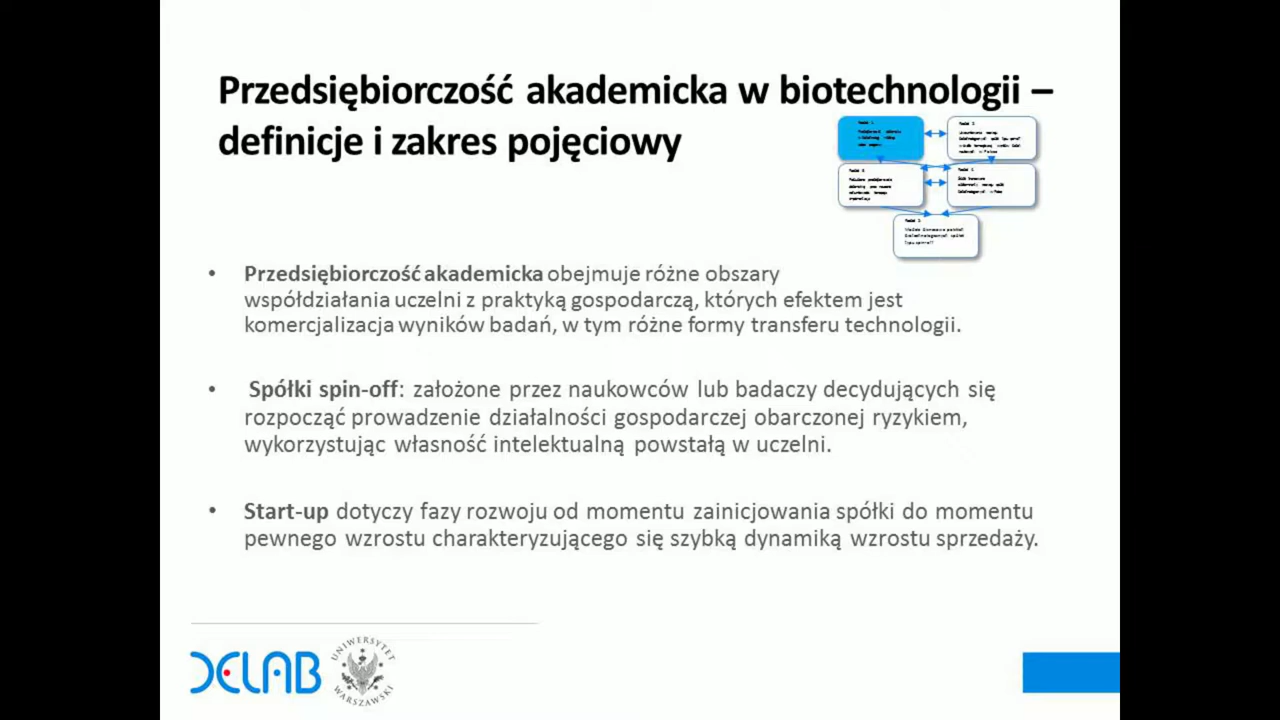 Przedsiębiorczość akademicka w biotechnologii –
definicje i zakres pojęciowy
• Przedsiębiorczość akademicka obejmuje różne obszary
współdziałania uczelni z praktyką gospodarczą, których efektem jest
komercjalizacja wyników badań, w tym różne formy transferu technologii.
• Spółki spin-off: założone przez naukowców lub badaczy decydujących się
rozpocząć prowadzenie działalności gospodarczej obarczonej ryzykiem,
wykorzystując własność intelektualną powstałą w uczelni.
• Start-up dotyczy fazy rozwoju od momentu zainicjowania spółki do momentu
pewnego wzrostu charakteryzującego się szybką dynamiką wzrostu sprzedaży.
DELAB
UNIWERSYTET
WARSZAWSKI